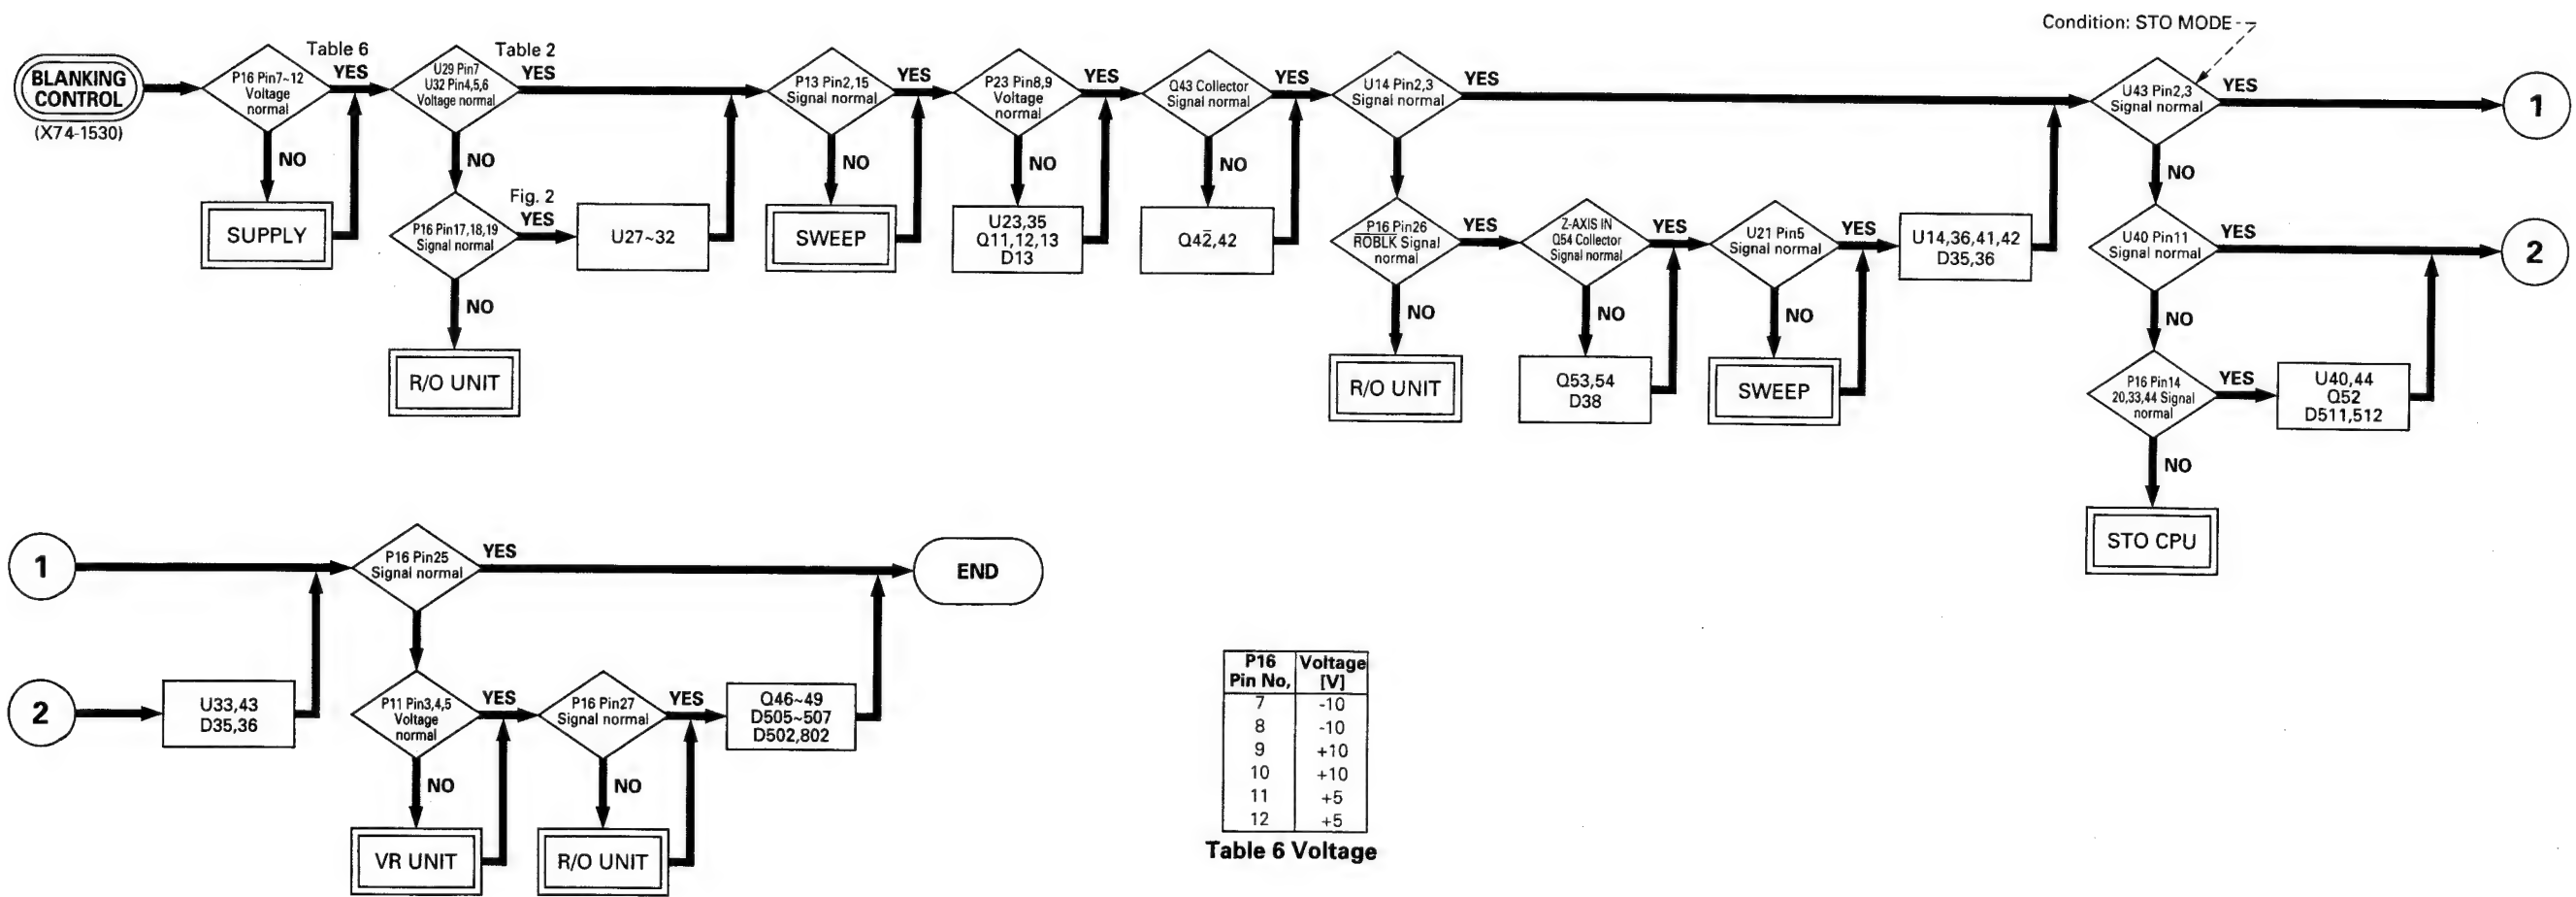 Condition: STO MODE
BLANKING
CONTROL
(X74-1530)
P16 Pin7~12
Voltage
normal
Table 6
YES
NO
SUPPLY
U29 Pin7
U32 Pin4,5,6
Voltage normal
Table 2
YES
NO
P16 Pin17,18,19
Signal normal
Fig. 2
YES
U27~32
NO
R/O UNIT
P13 Pin2,15
Signal normal
YES
NO
SWEEP
P23 Pin8,9
Voltage
normal
YES
NO
U23,35
Q11,12,13
D13
Q43 Collector
Signal normal
YES
NO
Q42,42
U14 Pin2,3
Signal normal
YES
P16 Pin26
ROBLK Signal
normal
YES
NO
R/O UNIT
Z-AXIS IN
Q54 Collector
Signal normal
YES
NO
Q53,54
D38
U21 Pin5
Signal normal
YES
NO
SWEEP
U14,36,41,42
D35,36
U43 Pin2,3
Signal normal
YES
1
NO
U40 Pin11
Signal normal
YES
2
NO
P16 Pin14
20,33,44 Signal
normal
YES
U40,44
Q52
D511,512
NO
STO CPU
1
P16 Pin25
Signal normal
YES
END
2
U33,43
D35,36
P11 Pin3,4,5
Voltage
normal
YES
NO
VR UNIT
P16 Pin27
Signal normal
YES
NO
R/O UNIT
Q46~49
D505~507
D502,802
P16 Voltage
Pin No, [V]
7 -10
8 -10
9 +10
10 +10
11 +5
12 +5
Table 6 Voltage